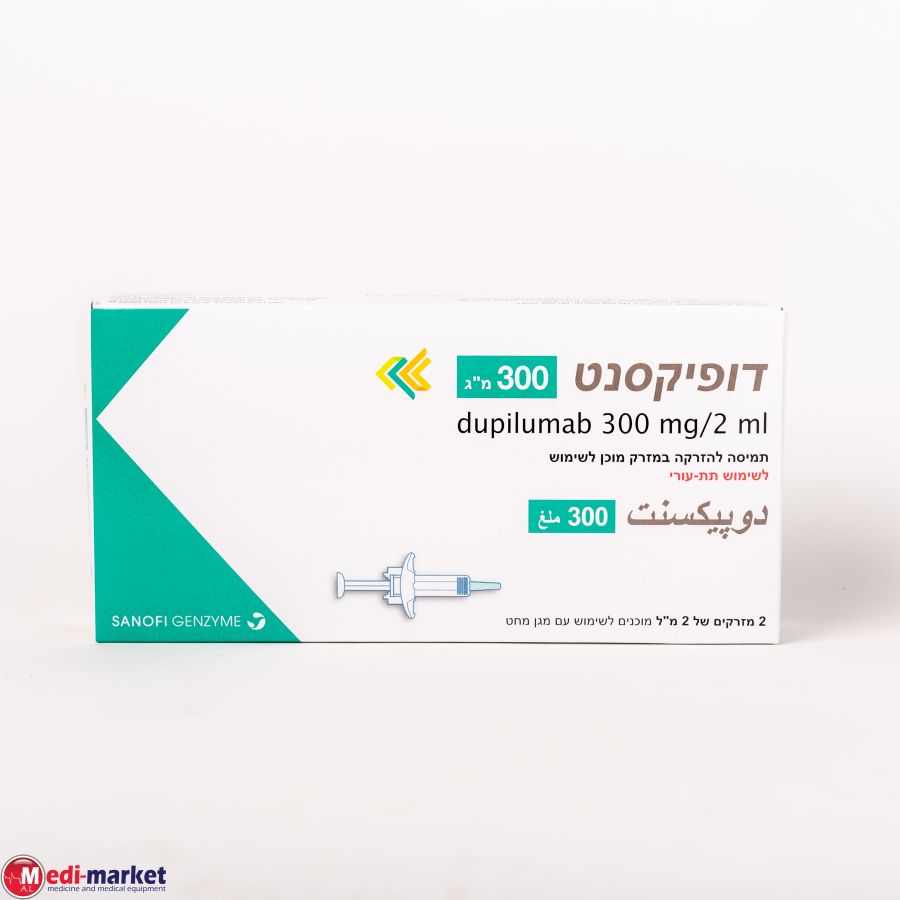 דופיקסנט 300 מ"ג
dupilumab 300 mg/2 ml
תמיסה להזרקה במזרק מוכן לשימוש
לשימוש תת-עורי
دوپیکسنت 300 ملغ
2 מזרקים של 2 מ"ל מוכנים לשימוש עם מגן מחט
SANOFI GENZYME
Medi-market
A.L
medicine and medical equipment